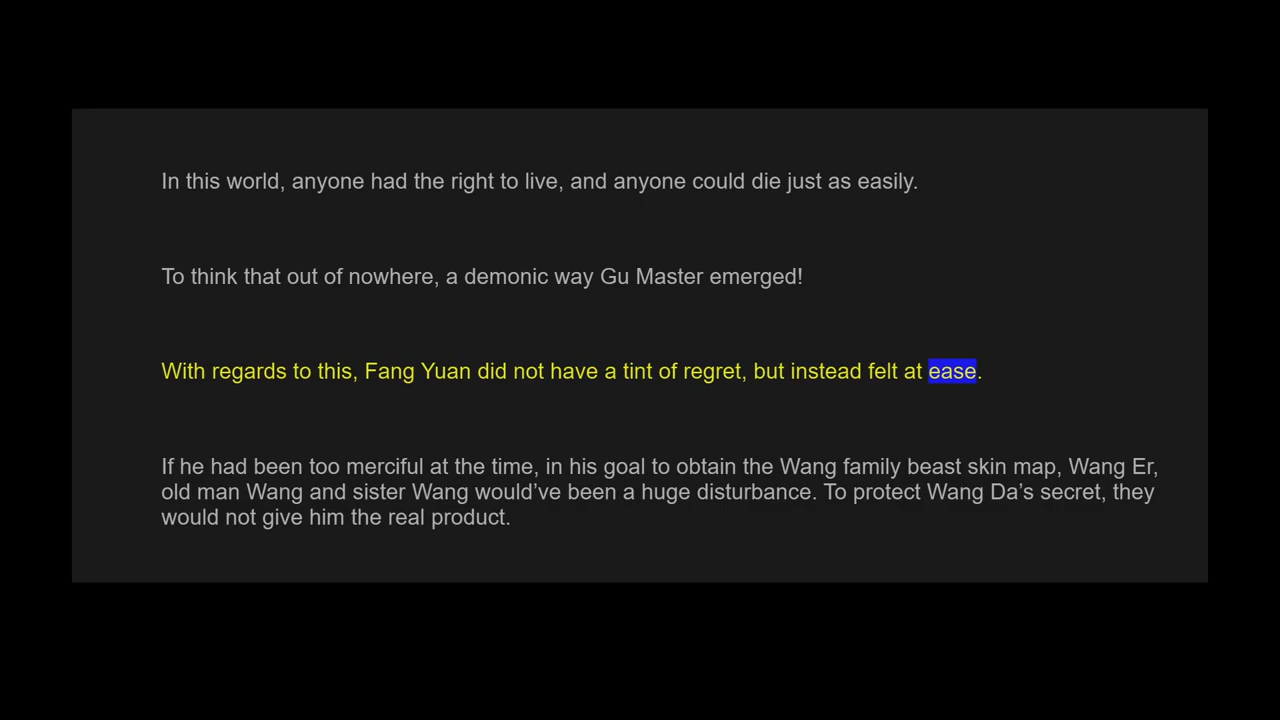 In this world, anyone had the right to live, and anyone could die just as easily.
To think that out of nowhere, a demonic way Gu Master emerged!
With regards to this, Fang Yuan did not have a tint of regret, but instead felt at ease.
If he had been too merciful at the time, in his goal to obtain the Wang family beast skin map, Wang Er,
old man Wang and sister Wang would’ve been a huge disturbance. To protect Wang Da’s secret, they
would not give him the real product.